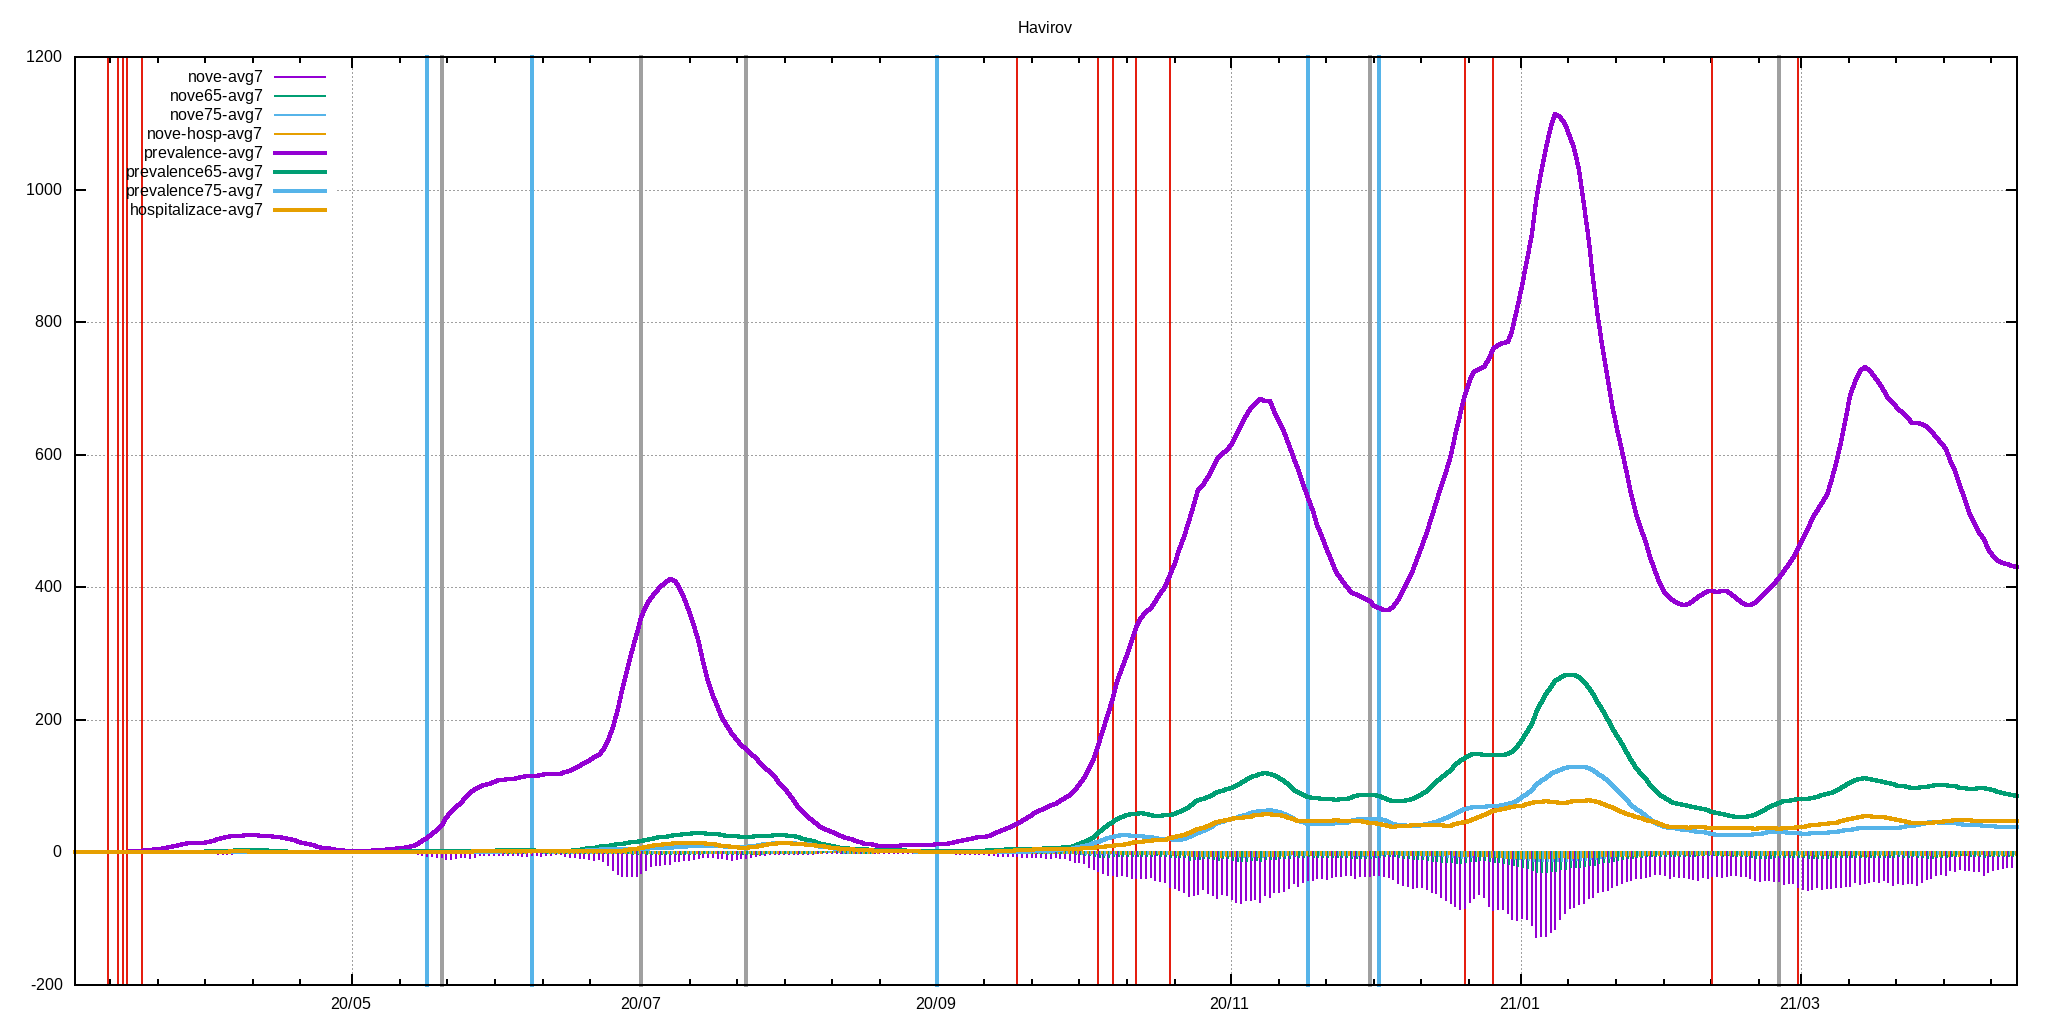 Havirov
1200
1000
800
600
400
200
0
-200
nove-avg7
nove65-avg7
nove75-avg7
nove-hosp-avg7
prevalence-avg7
prevalence65-avg7
prevalence75-avg7
hospitalizace-avg7
20/05
20/07
20/09
20/11
21/01
21/03